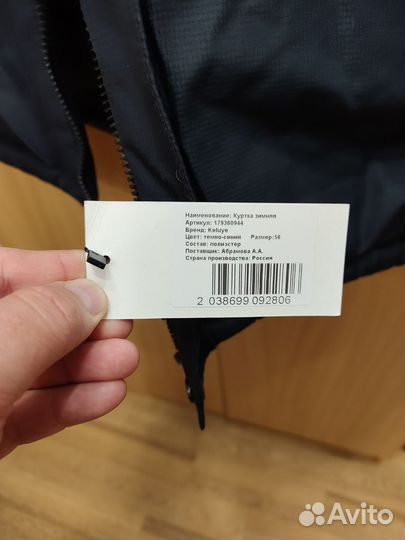 Наименование: Куртка зимняя
Артикул: 179360944
Бренд: Keluye
Цвет: темно-синий Размер:56
Состав: полиэстер
Поставщик: Абрамова А.А.
Страна производства: Россия
2 038699 092806
Avito